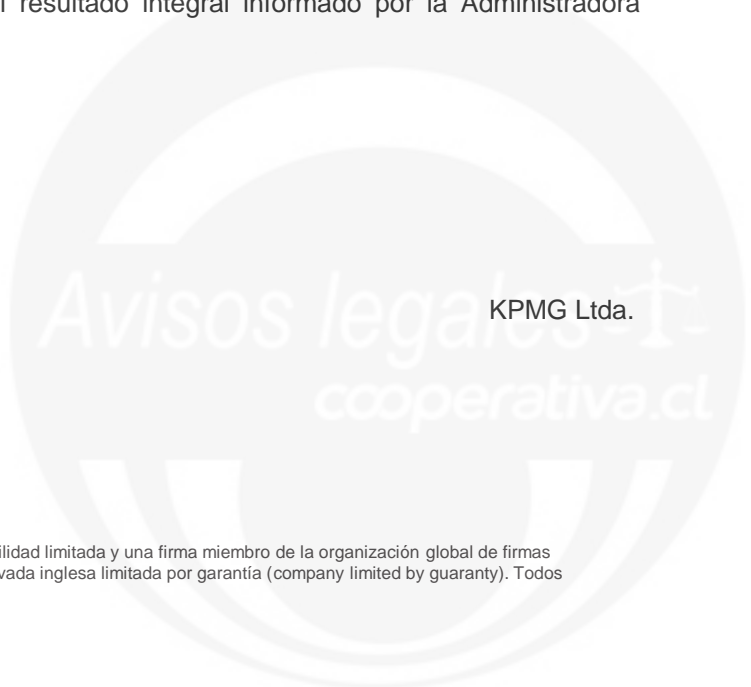 resultado integral informado por la Administradora
KPMG Ltda.
Avisos legales
cooperativa.cl
ilidad limitada y una firma miembro de la organización global de firmas
vada inglesa limitada por garantía (company limited by guaranty). Todos